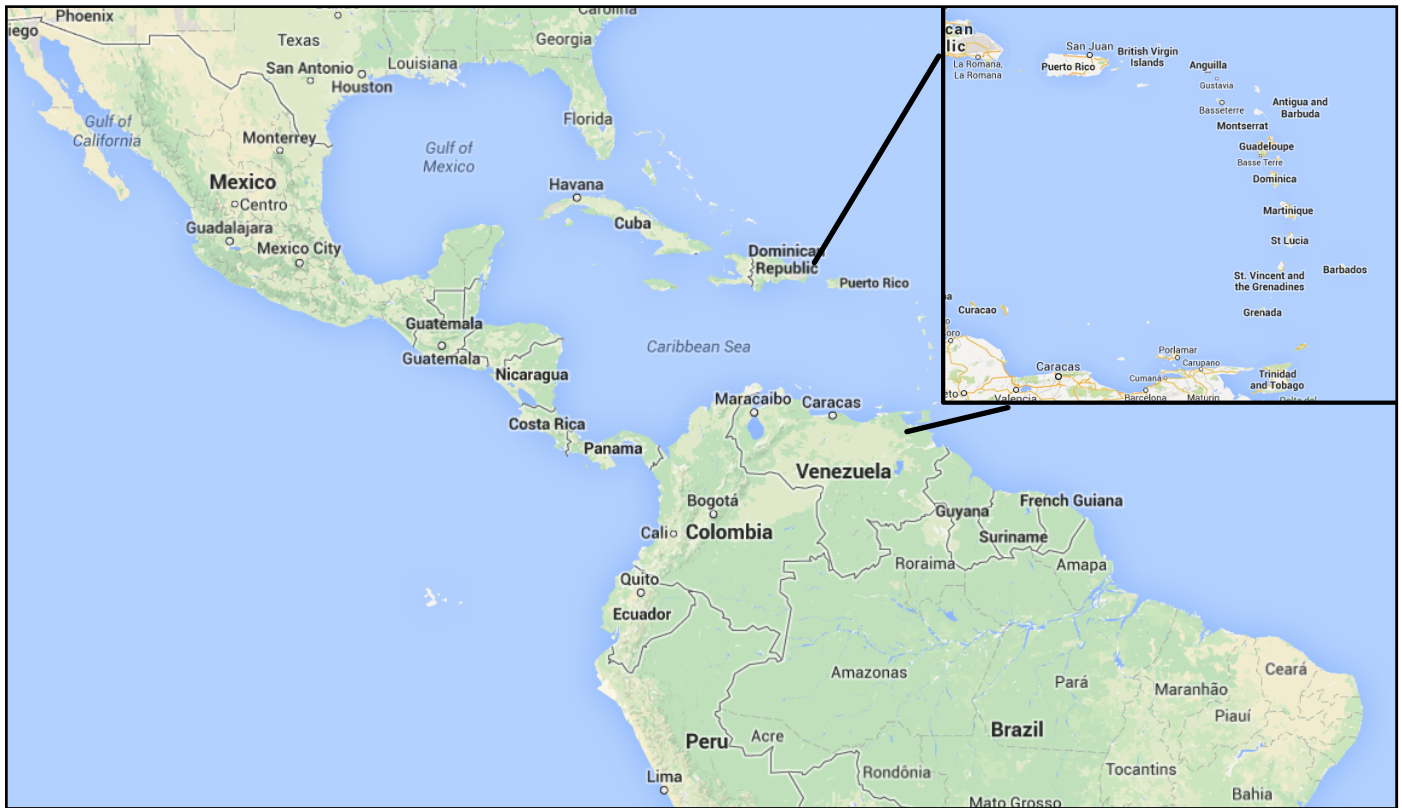 Phoenix
Carolina
iego
Texas
Georgia
San Antonio
Louisiana
Houston
Gulf of
California
Florida
Monterrey
Gulf of
Mexico
Mexico
Centro
Havana
Guadalajara
Cuba
Mexico City
Dominican
Republic
Puerto Rico
Guatemala
Guatemala
Caribbean Sea
Nicaragua
Maracaibo
Caracas
Costa Rica
Panama
Venezuela
Bogotá
French Guiana
Guyana
Cali
Colombia
Suriname
Roraima
Amapa
Quito
Ecuador
Amazonas
Ceará
Pará
Maranhão
Piauí
Brazil
Peru
Acre
Lima
Rondônia
Tocantins
Bahia
Mato Grosso
can
lic
La Romana,
La Romana
San Juan
Puerto Rico
British Virgin
Islands
Anguilla
Gustavia
Basseterre
Antigua and
Barbuda
Montserrat
Guadeloupe
Basse Terre
Dominica
Martinique
St Lucia
St. Vincent and
the Grenadines
Barbados
Grenada
Curacao
oro
Porlamar
Carupano
Caracas
Cumaná
Trinidad
and Tobago
eto
Valencia
Barcelona
Maturin